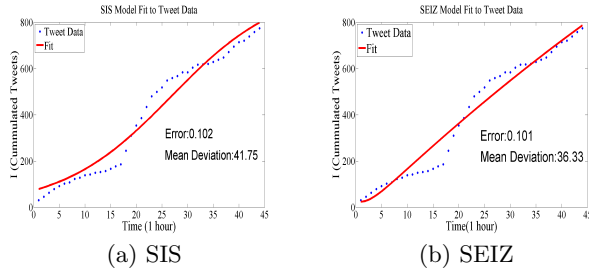 SIS Model Fit to Tweet Data
800
600
400
200
0
I (Cumulated Tweets)
Tweet Data
Fit
Error:0.102
Mean Deviation:41.75
0 5 10 15 20 25 30 35 40 45
Time (1 hour)
(a) SIS
SEIZ Model Fit to Tweet Data
800
600
400
200
0
I (Cumulated Tweets)
Tweet Data
Fit
Error:0.101
Mean Deviation:36.33
0 5 10 15 20 25 30 35 40 45
Time(1 hour)
(b) SEIZ